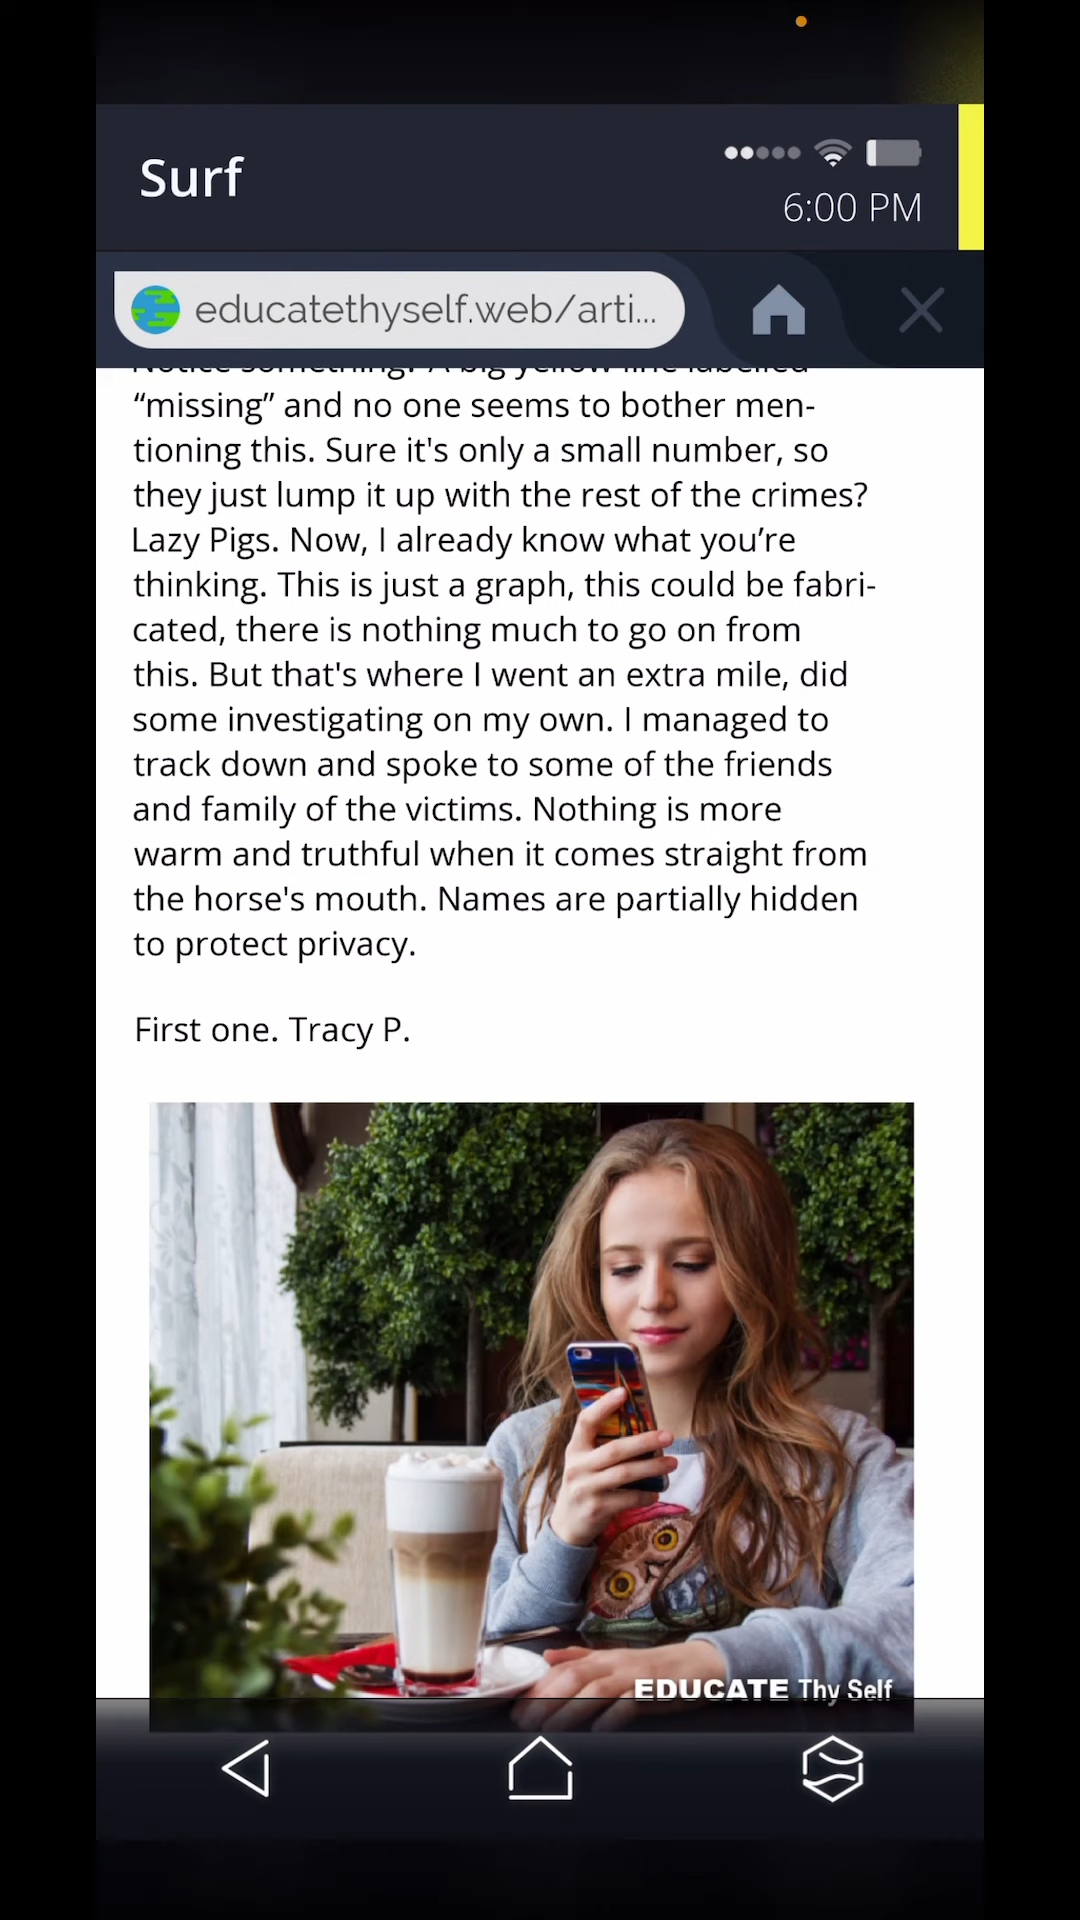 Surf
6:00 PM
educatethyself.web/arti...
Notice something? A big yellow line labelled
“missing” and no one seems to bother men-
tioning this. Sure it's only a small number, so
they just lump it up with the rest of the crimes?
Lazy Pigs. Now, I already know what you’re
thinking. This is just a graph, this could be fabri-
cated, there is nothing much to go on from
this. But that's where I went an extra mile, did
some investigating on my own. I managed to
track down and spoke to some of the friends
and family of the victims. Nothing is more
warm and truthful when it comes straight from
the horse's mouth. Names are partially hidden
to protect privacy.
First one. Tracy P.
EDUCATE Thy Self